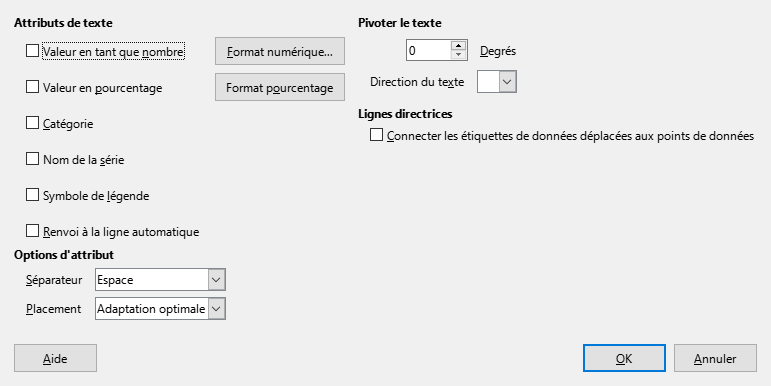 Attributs de texte
Valeur en tant que nombre
Format numérique...
Valeur en pourcentage
Format pourcentage
Catégorie
Nom de la série
Symbole de légende
Renvoi à la ligne automatique
Options d'attribut
Séparateur Espace
Placement Adaptation optimale
Pivoter le texte
0 Degrés
Direction du texte
Lignes directrices
Connecter les étiquettes de données déplacées aux points de données
Aide
OK
Annuler